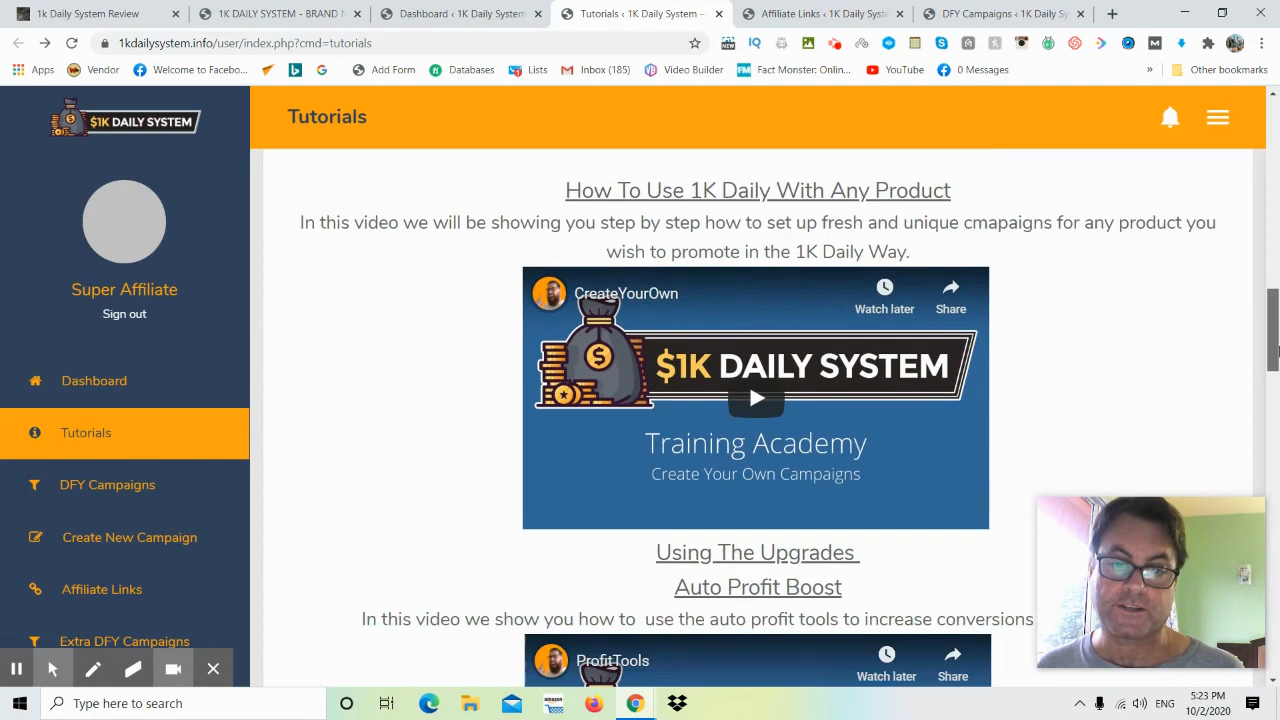 1k Daily System Review
1K DAILY SYSTEM - BRAND N
Dashboard < 1K Daily Syst
Tutorials < 1K Daily System –
Affiliate Links < 1K Daily Syst
DFY Campaigns < 1K Daily Sy
1kdailysystem.info/user/index.php?cmd=tutorials
Apps
Vendor
Welcome to Facebo...
Add Form
Databases
Lists
Inbox (185)
Video Builder
Fact Monster: Onlin...
YouTube
0 Messages
»
Other bookmarks
$1K DAILY SYSTEM
Tutorials
Super Affiliate
Sign out
Dashboard
Tutorials
DFY Campaigns
Create New Campaign
Affiliate Links
Extra DFY Campaigns
How To Use 1K Daily With Any Product
In this video we will be showing you step by step how to set up fresh and unique cmapaigns for any product you
wish to promote in the 1K Daily Way.
CreateYourOwn
Watch later
Share
$1K DAILY SYSTEM
Training Academy
Create Your Own Campaigns
Using The Upgrades
Auto Profit Boost
In this video we show you how to use the auto profit tools to increase conversions
ProfitTools
Watch later
Share
Type here to search
ENG
5:23 PM
10/2/2020